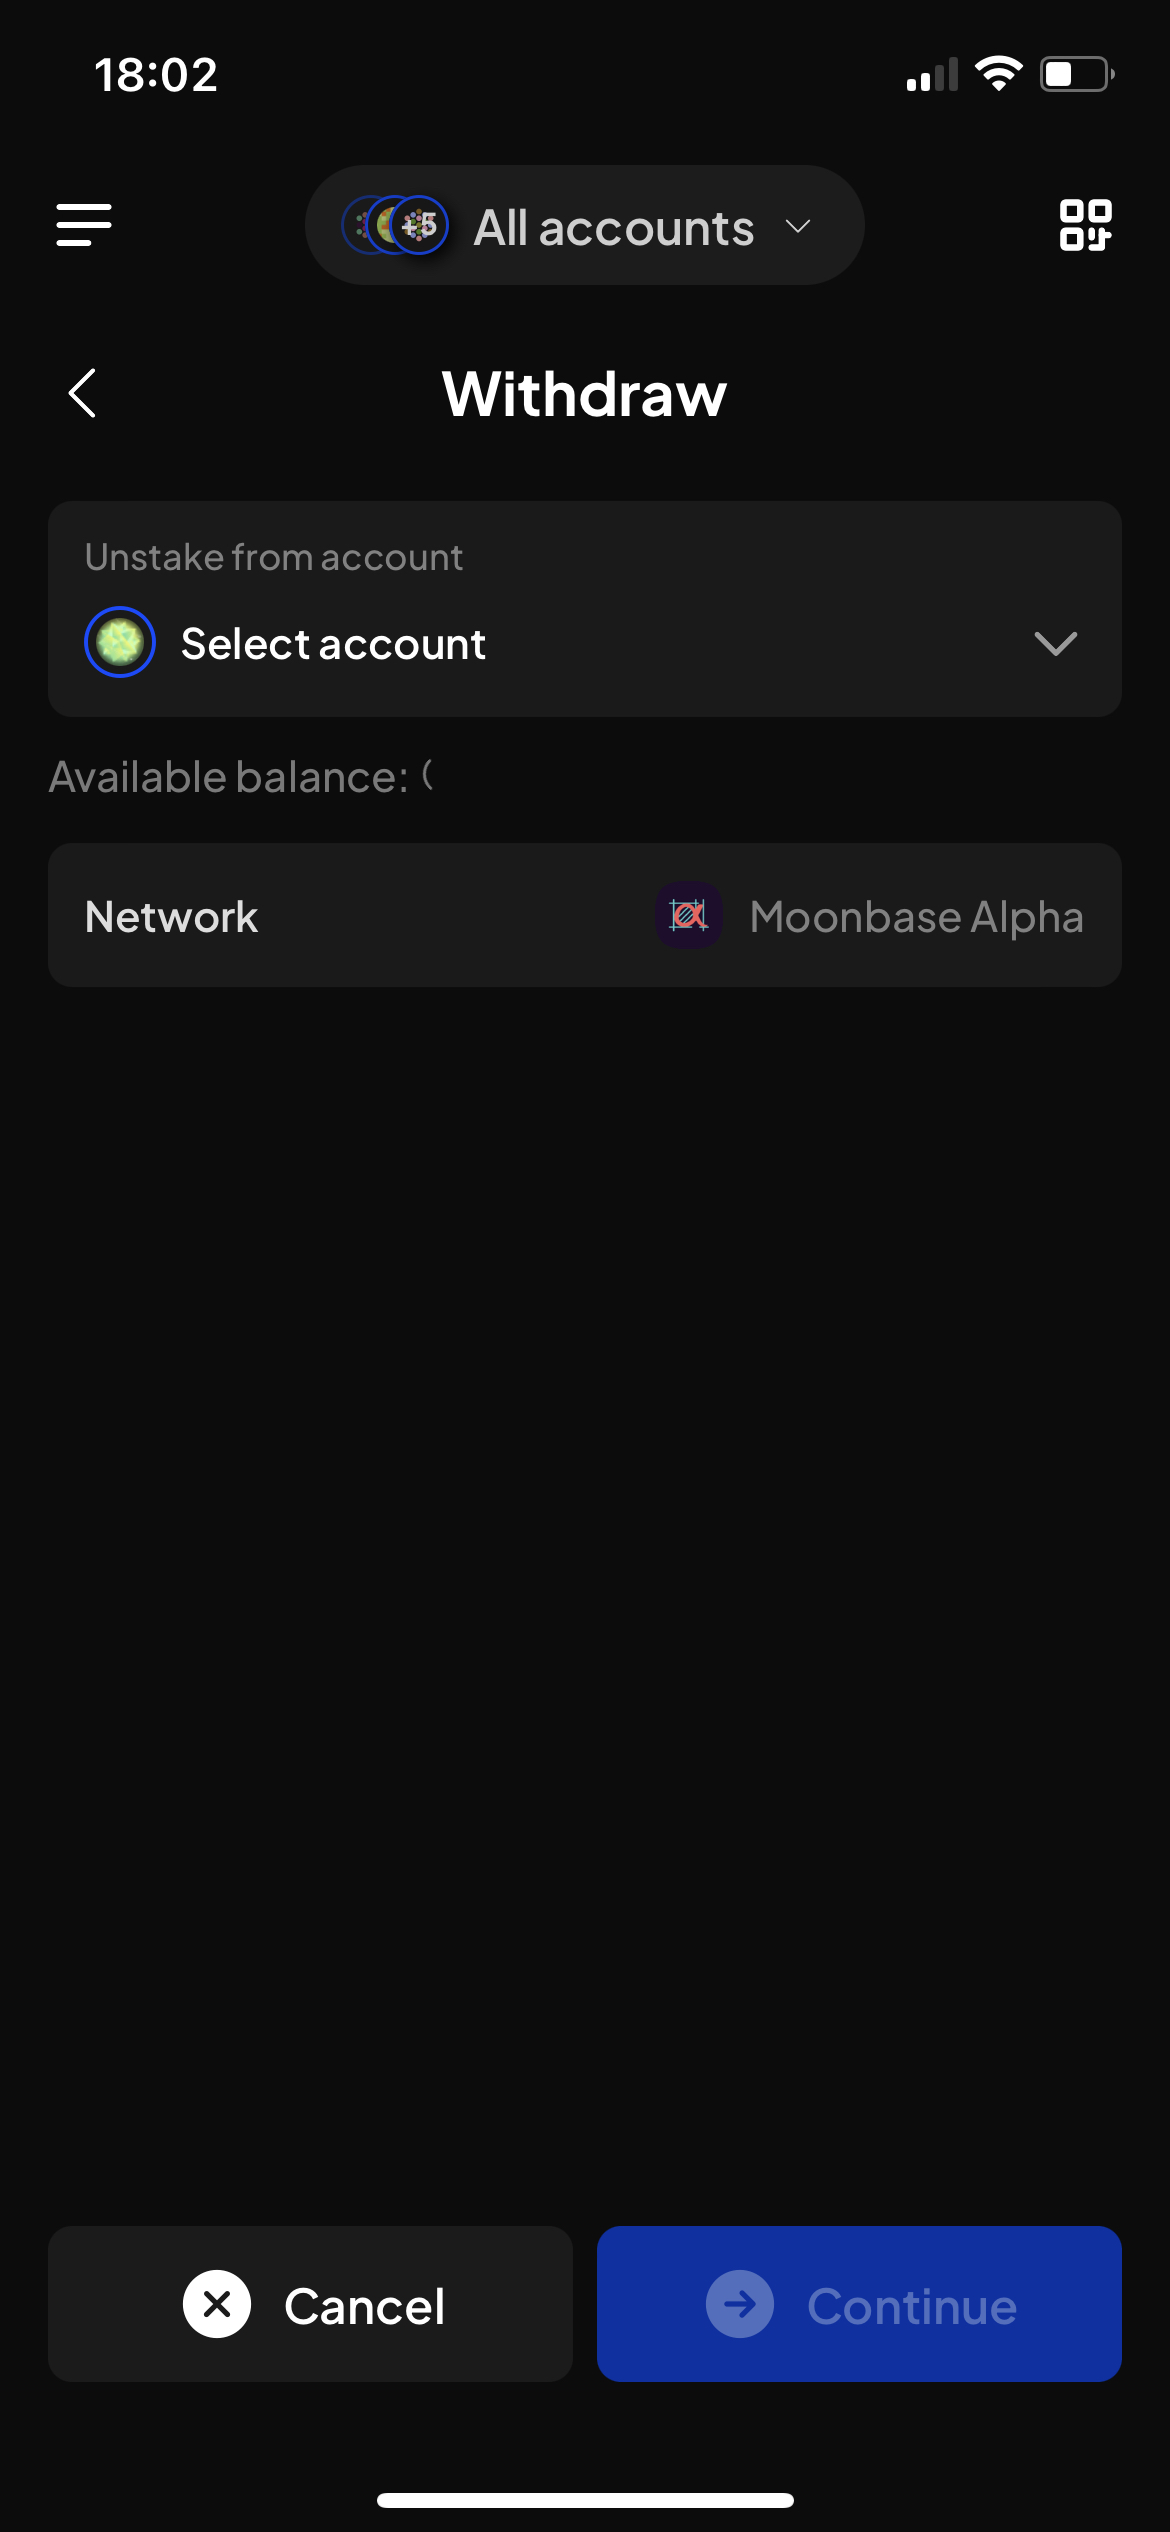 18:02
+5 All accounts
Withdraw
Unstake from account
Select account
Available balance: (
Network Moonbase Alpha
Cancel Continue